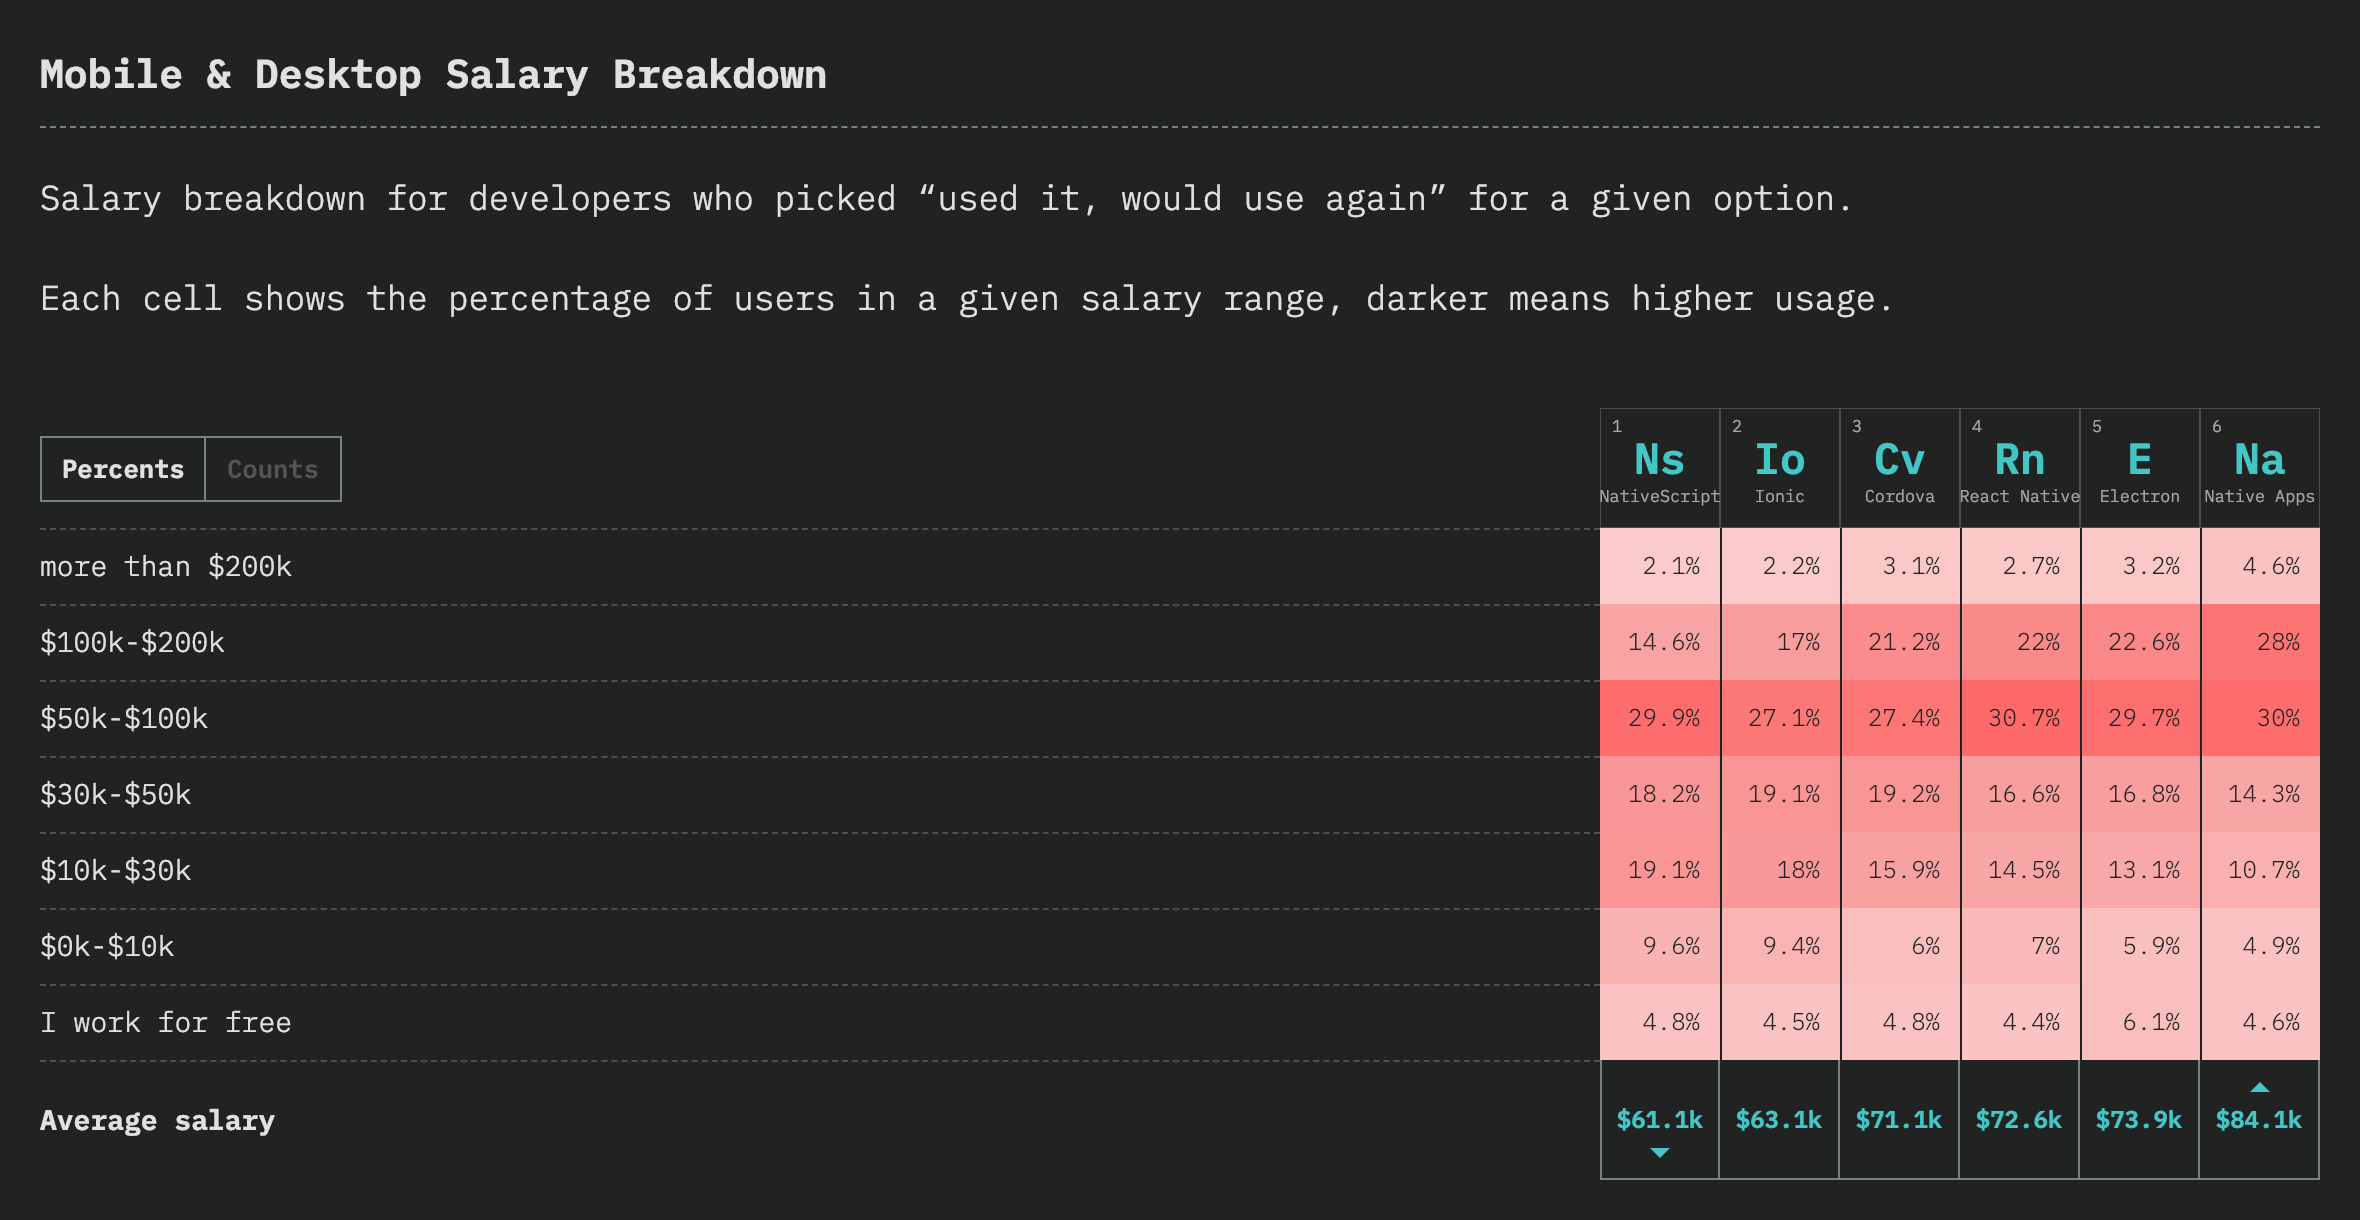 Mobile & Desktop Salary Breakdown
Salary breakdown for developers who picked “used it, would use again” for a given option.
Each cell shows the percentage of users in a given salary range, darker means higher usage.
Percents Counts
1 2 3 4 5 6
Ns Io Cv Rn E Na
NativeScript Ionic Cordova React Native Electron Native Apps
more than $200k 2.1% 2.2% 3.1% 2.7% 3.2% 4.6%
$100k-$200k 14.6% 17% 21.2% 22% 22.6% 28%
$50k-$100k 29.9% 27.1% 27.4% 30.7% 29.7% 30%
$30k-$50k 18.2% 19.1% 19.2% 16.6% 16.8% 14.3%
$10k-$30k 19.1% 18% 15.9% 14.5% 13.1% 10.7%
$0k-$10k 9.6% 9.4% 6% 7% 5.9% 4.9%
I work for free 4.8% 4.5% 4.8% 4.4% 6.1% 4.6%
Average salary $61.1k $63.1k $71.1k $72.6k $73.9k $84.1k